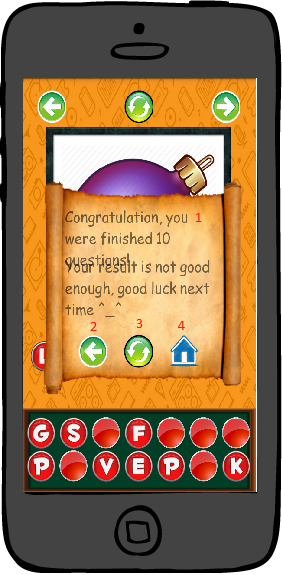 Congratulation, you 1
were finished 10
questions!
Your result is not good
enough, good luck next
time ^_^
2 3 4
G S F
P V E P K